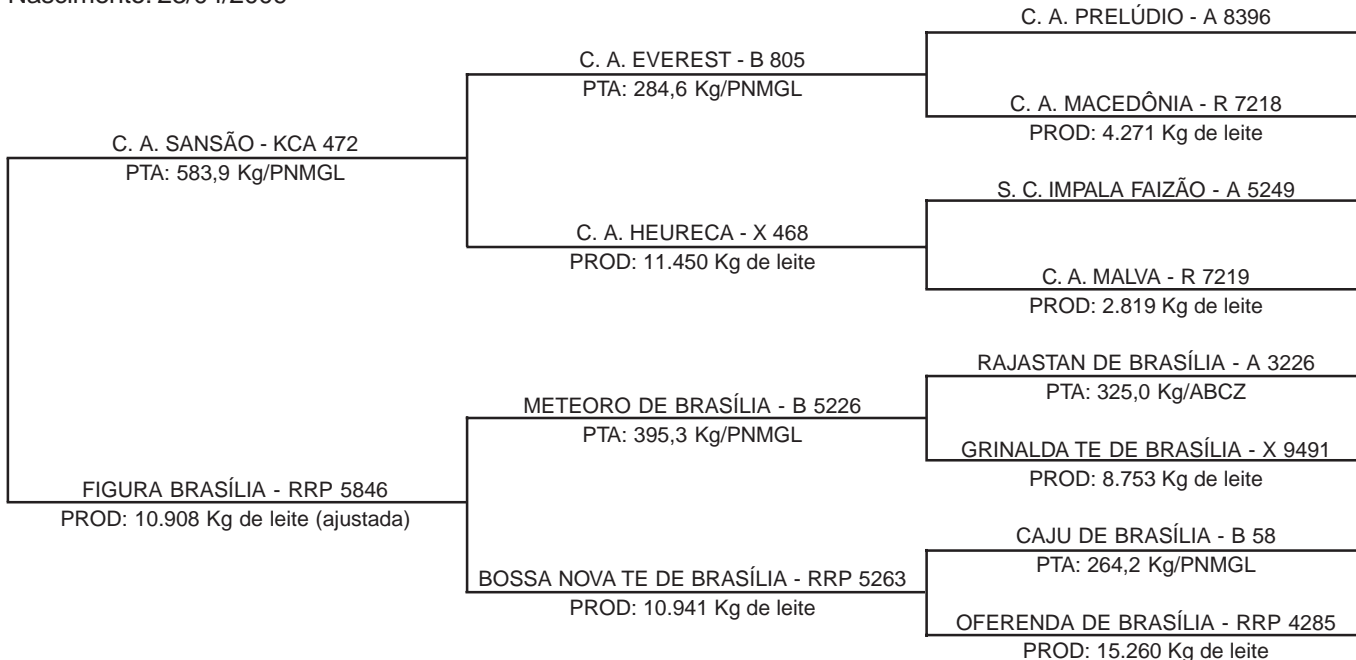 C. A. PRELÚDIO - A 8396
C. A. EVEREST - B 805
PTA: 284,6 Kg/PNMGL
C. A. MACEDÔNIA - R 7218
PROD: 4.271 Kg de leite
C. A. SANSÃO - KCA 472
PTA: 583,9 Kg/PNMGL
S. C. IMPALA FAIZÃO - A 5249
C. A. HEURECA - X 468
PROD: 11.450 Kg de leite
C. A. MALVA - R 7219
PROD: 2.819 Kg de leite
RAJASTAN DE BRASÍLIA - A 3226
PTA: 325,0 Kg/ABCZ
METEORO DE BRASÍLIA - B 5226
PTA: 395,3 Kg/PNMGL
GRINALDA TE DE BRASÍLIA - X 9491
PROD: 8.753 Kg de leite
FIGURA BRASÍLIA - RRP 5846
PROD: 10.908 Kg de leite (ajustada)
CAJU DE BRASÍLIA - B 58
PTA: 264,2 Kg/PNMGL
BOSSA NOVA TE DE BRASÍLIA - RRP 5263
PROD: 10.941 Kg de leite
OFERENDA DE BRASÍLIA - RRP 4285
PROD: 15.260 Kg de leite